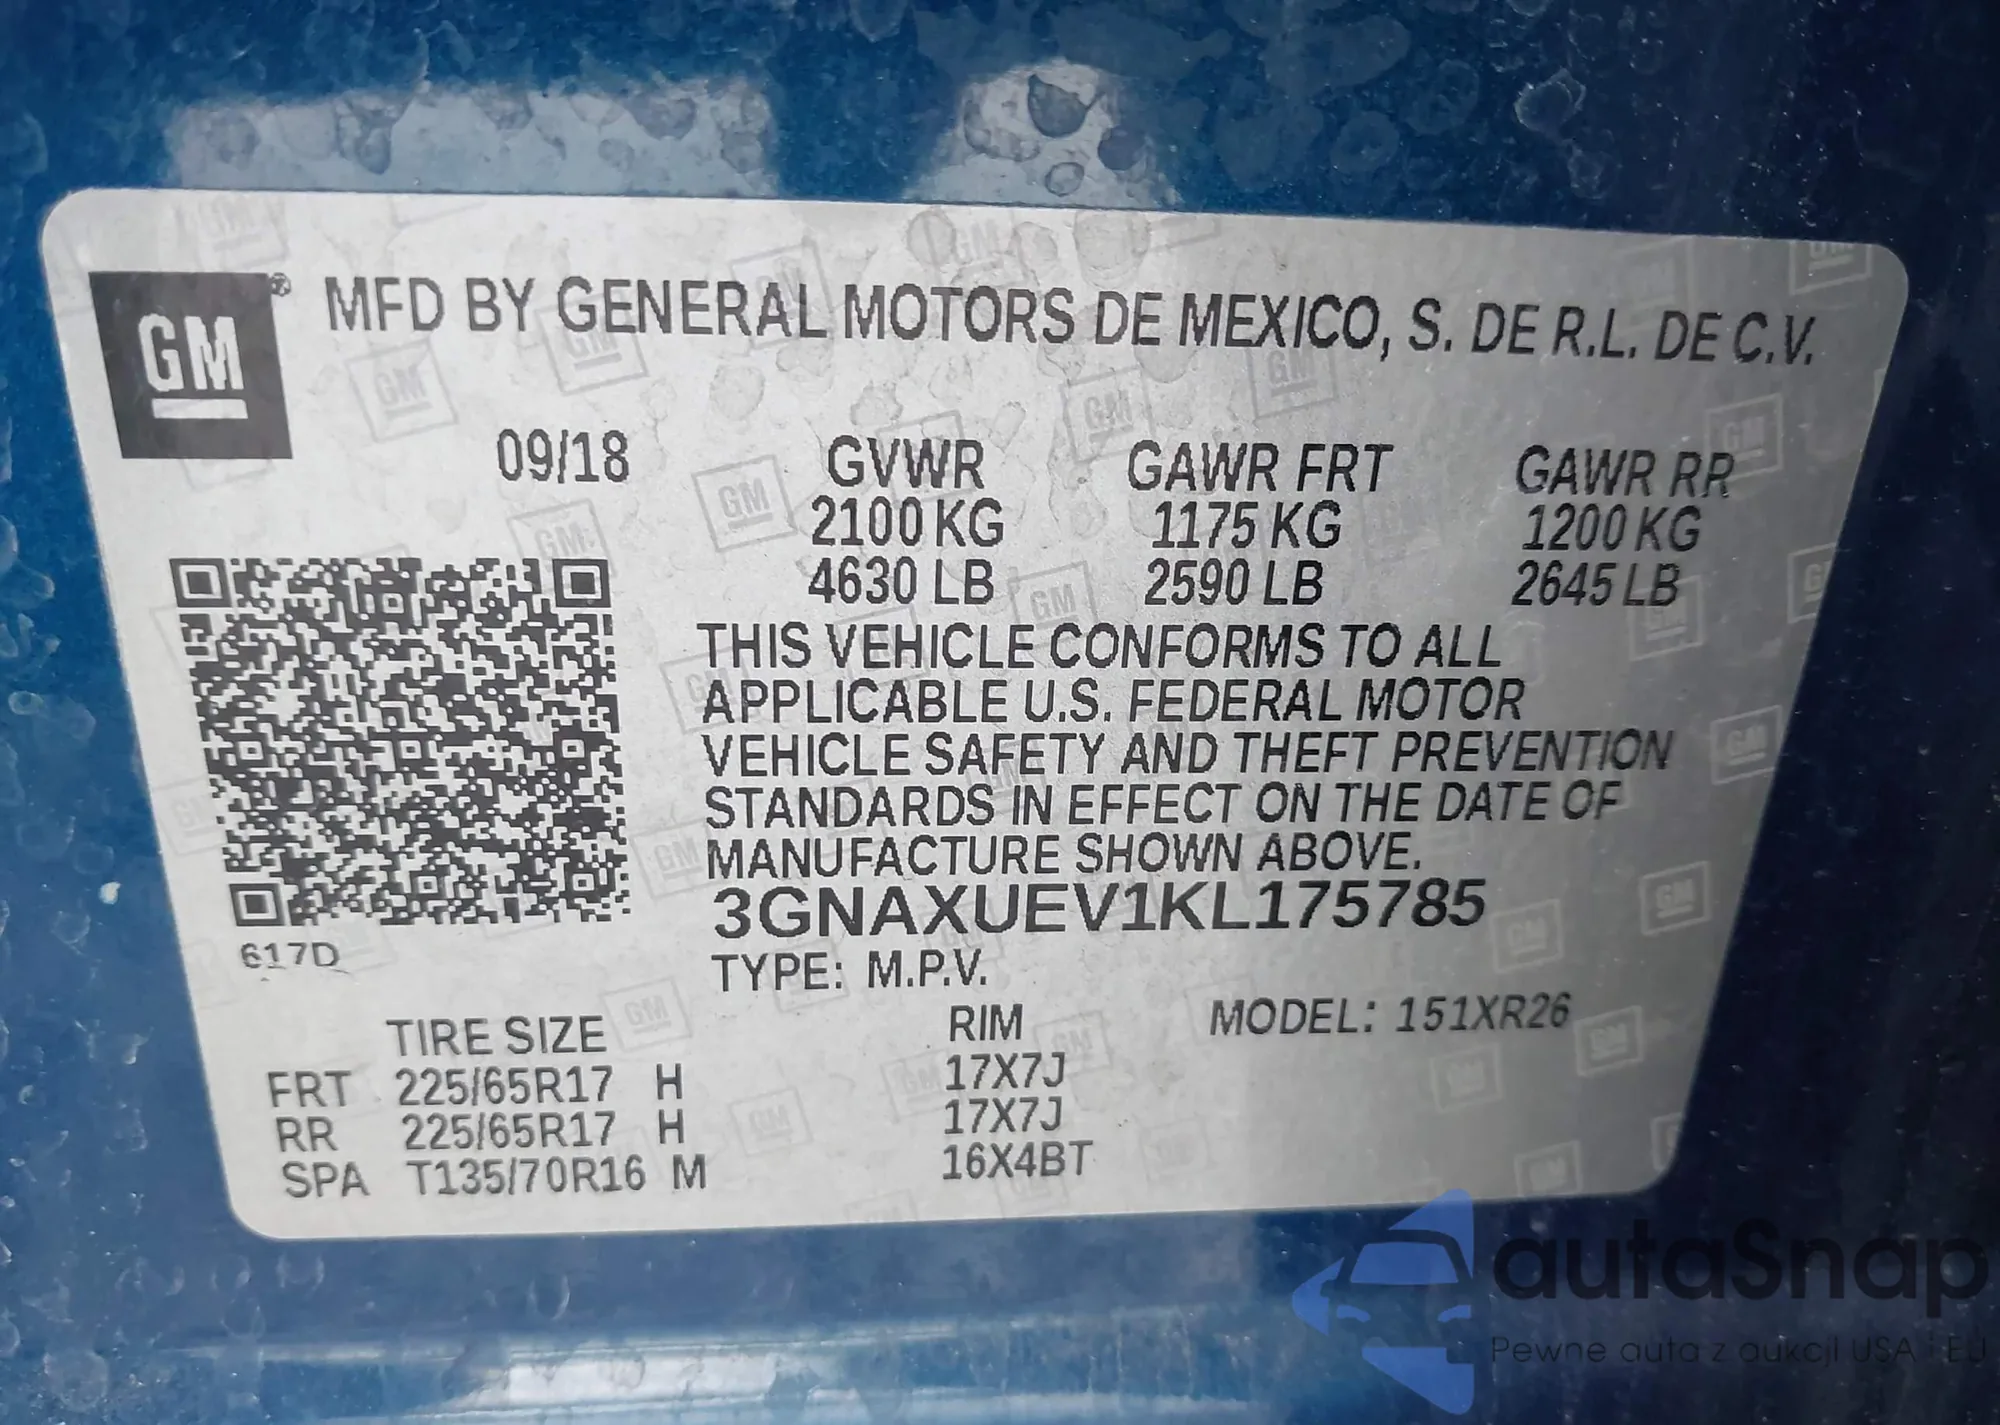 GM® MFD BY GENERAL MOTORS DE MEXICO, S. DE R.L. DE C.V.
09/18 GVWR GAWR FRT GAWR RR
2100 KG 1175 KG 1200 KG
4630 LB 2590 LB 2645 LB
THIS VEHICLE CONFORMS TO ALL
APPLICABLE U.S. FEDERAL MOTOR
VEHICLE SAFETY AND THEFT PREVENTION
STANDARDS IN EFFECT ON THE DATE OF
MANUFACTURE SHOWN ABOVE.
3GNAXUEV1KL175785
617D
TYPE: M.P.V.
TIRE SIZE RIM MODEL: 151XR26
FRT 225/65R17 H 17X7J
RR 225/65R17 H 17X7J
SPA T135/70R16 M 16X4BT
autaSnap
Pewne auta z aukcji USA i EU